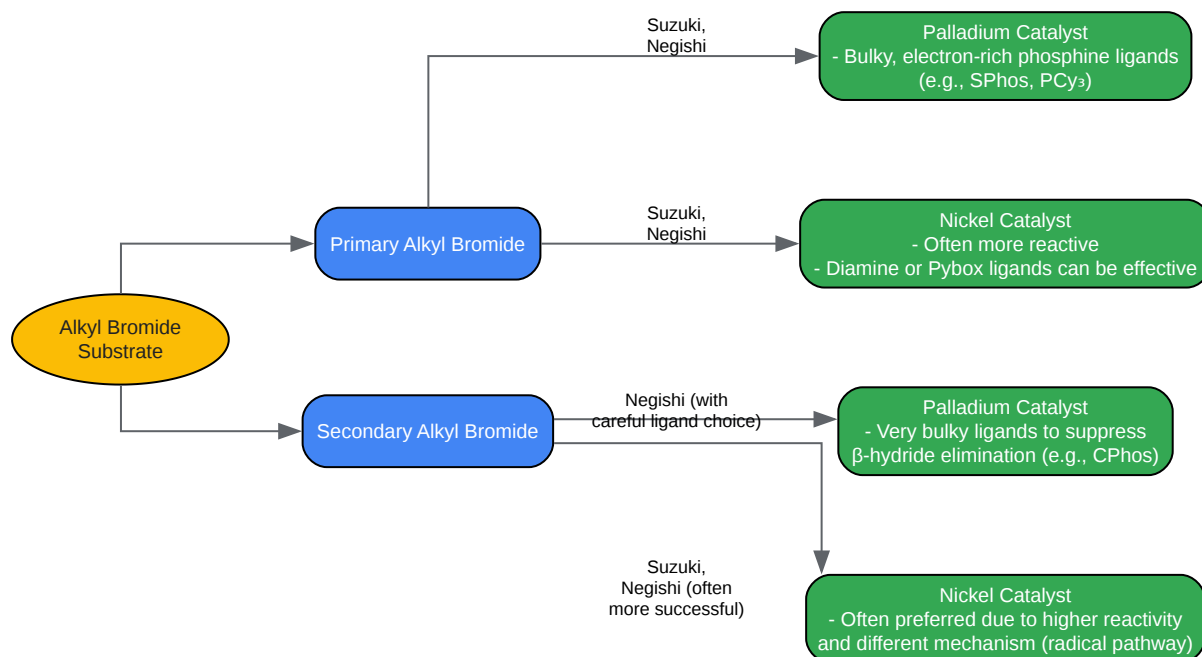 Suzuki,
Negishi
Palladium Catalyst
- Bulky, electron-rich phosphine ligands
(e.g., SPhos, PCy₃)
Primary Alkyl Bromide
Suzuki,
Negishi
Nickel Catalyst
- Often more reactive
- Diamine or Pybox ligands can be effective
Alkyl Bromide
Substrate
Secondary Alkyl Bromide
Negishi (with
careful ligand choice)
Palladium Catalyst
- Very bulky ligands to suppress
β-hydride elimination (e.g., CPhos)
Suzuki,
Negishi (often
more successful)
Nickel Catalyst
- Often preferred due to higher reactivity
and different mechanism (radical pathway)